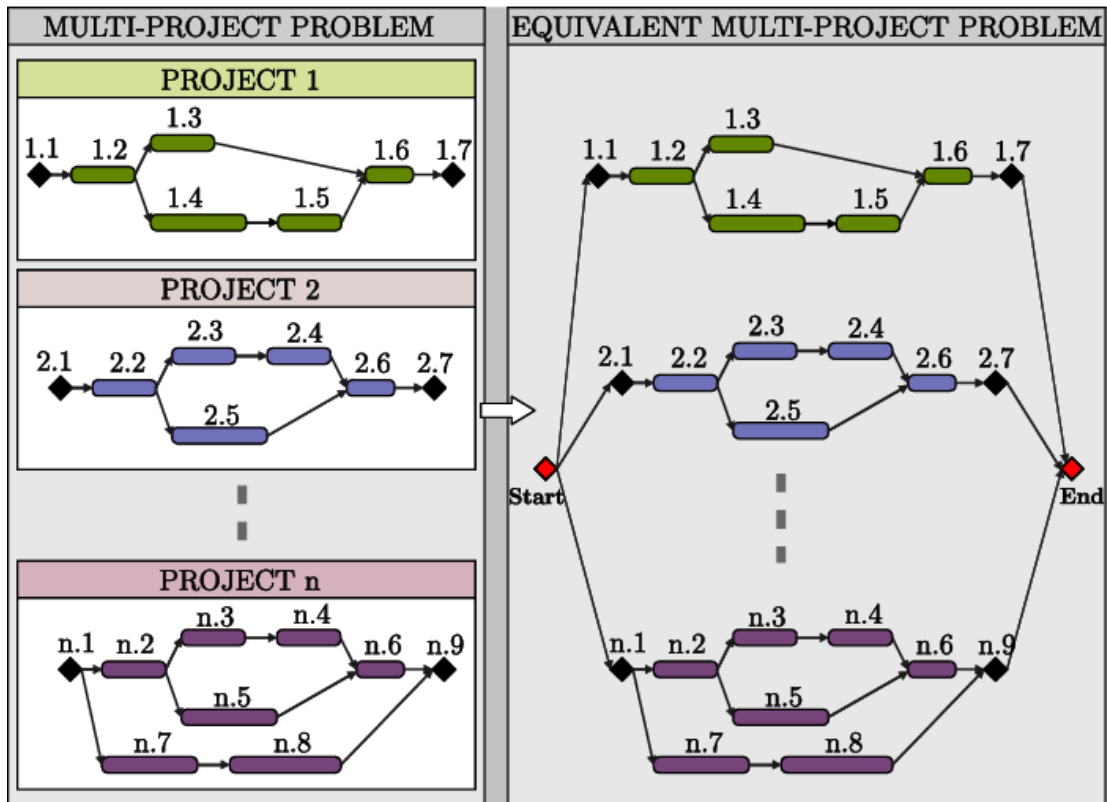 MULTI-PROJECT PROBLEM
PROJECT 1
1.3
1.1 1.2 1.6 1.7
1.4 1.5
PROJECT 2
2.3 2.4
2.1 2.2 2.6 2.7
2.5
PROJECT n
n.3 n.4
n.1 n.2 n.6 n.9
n.5
n.7 n.8
EQUIVALENT MULTI-PROJECT PROBLEM
1.3
1.1 1.2 1.6 1.7
1.4 1.5
2.3 2.4
2.1 2.2 2.6 2.7
2.5
Start End
n.3 n.4
n.1 n.2 n.6 n.9
n.5
n.7 n.8